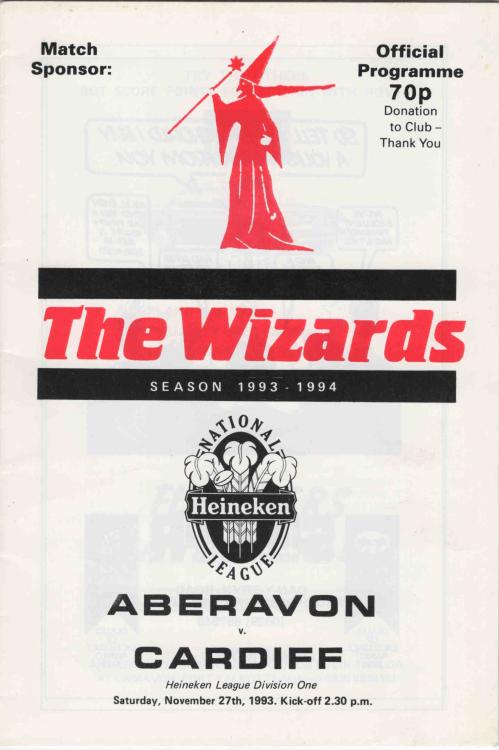 Match
Sponsor:
Official
Programme
70p
Donation
to Club –
Thank You
The Wizards
SEASON 1993 - 1994
NATIONAL
Heineken
LEAGUE
ABERAVON
v.
CARDIFF
Heineken League Division One
Saturday, November 27th, 1993. Kick-off 2.30 p.m.